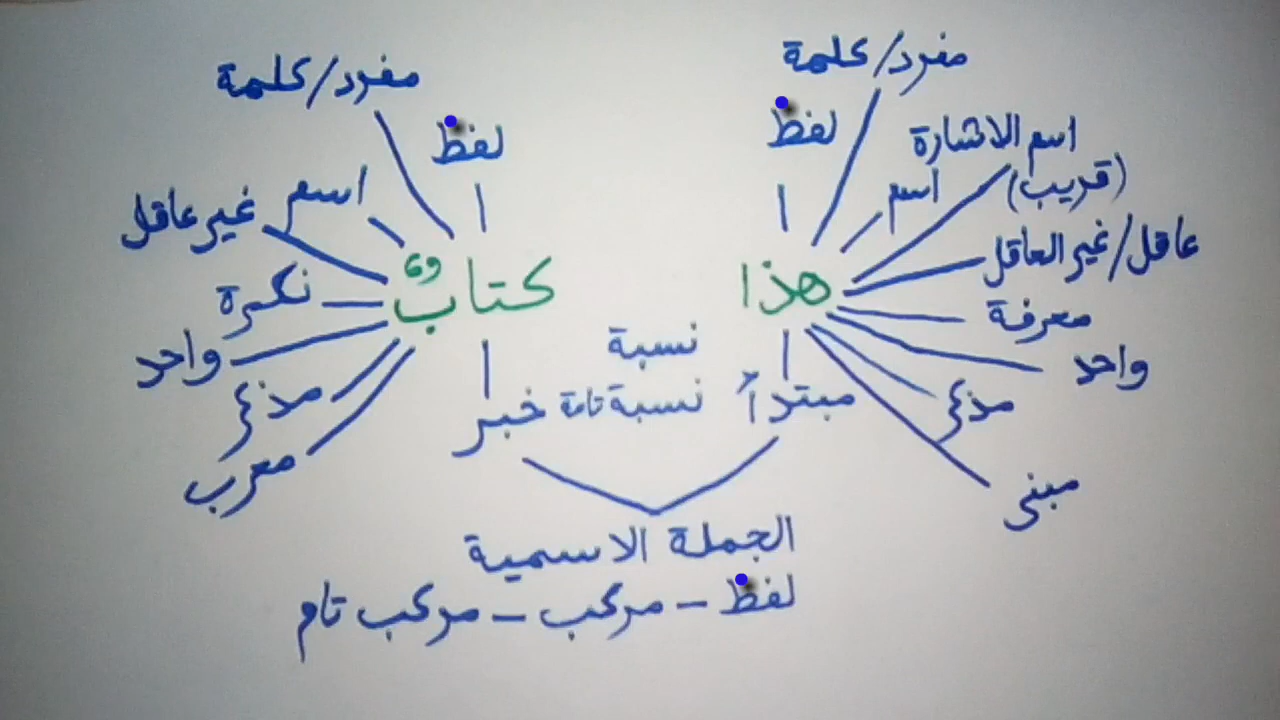 مفرد/كلمة
لفظ
اسم
اسم الاشارة
(قريب)
عاقل/غير العاقل
هذا
معرفة
واحد
مذكر
مبنى
مبتدأ
مفرد/كلمة
لفظ
اسم
غير عاقل
كتابٌ
نكرة
واحد
مذكر
معرب
خبر
نسبة
نسبة تامة
الجملة الاسمية
لفظ – مركب – مركب تام